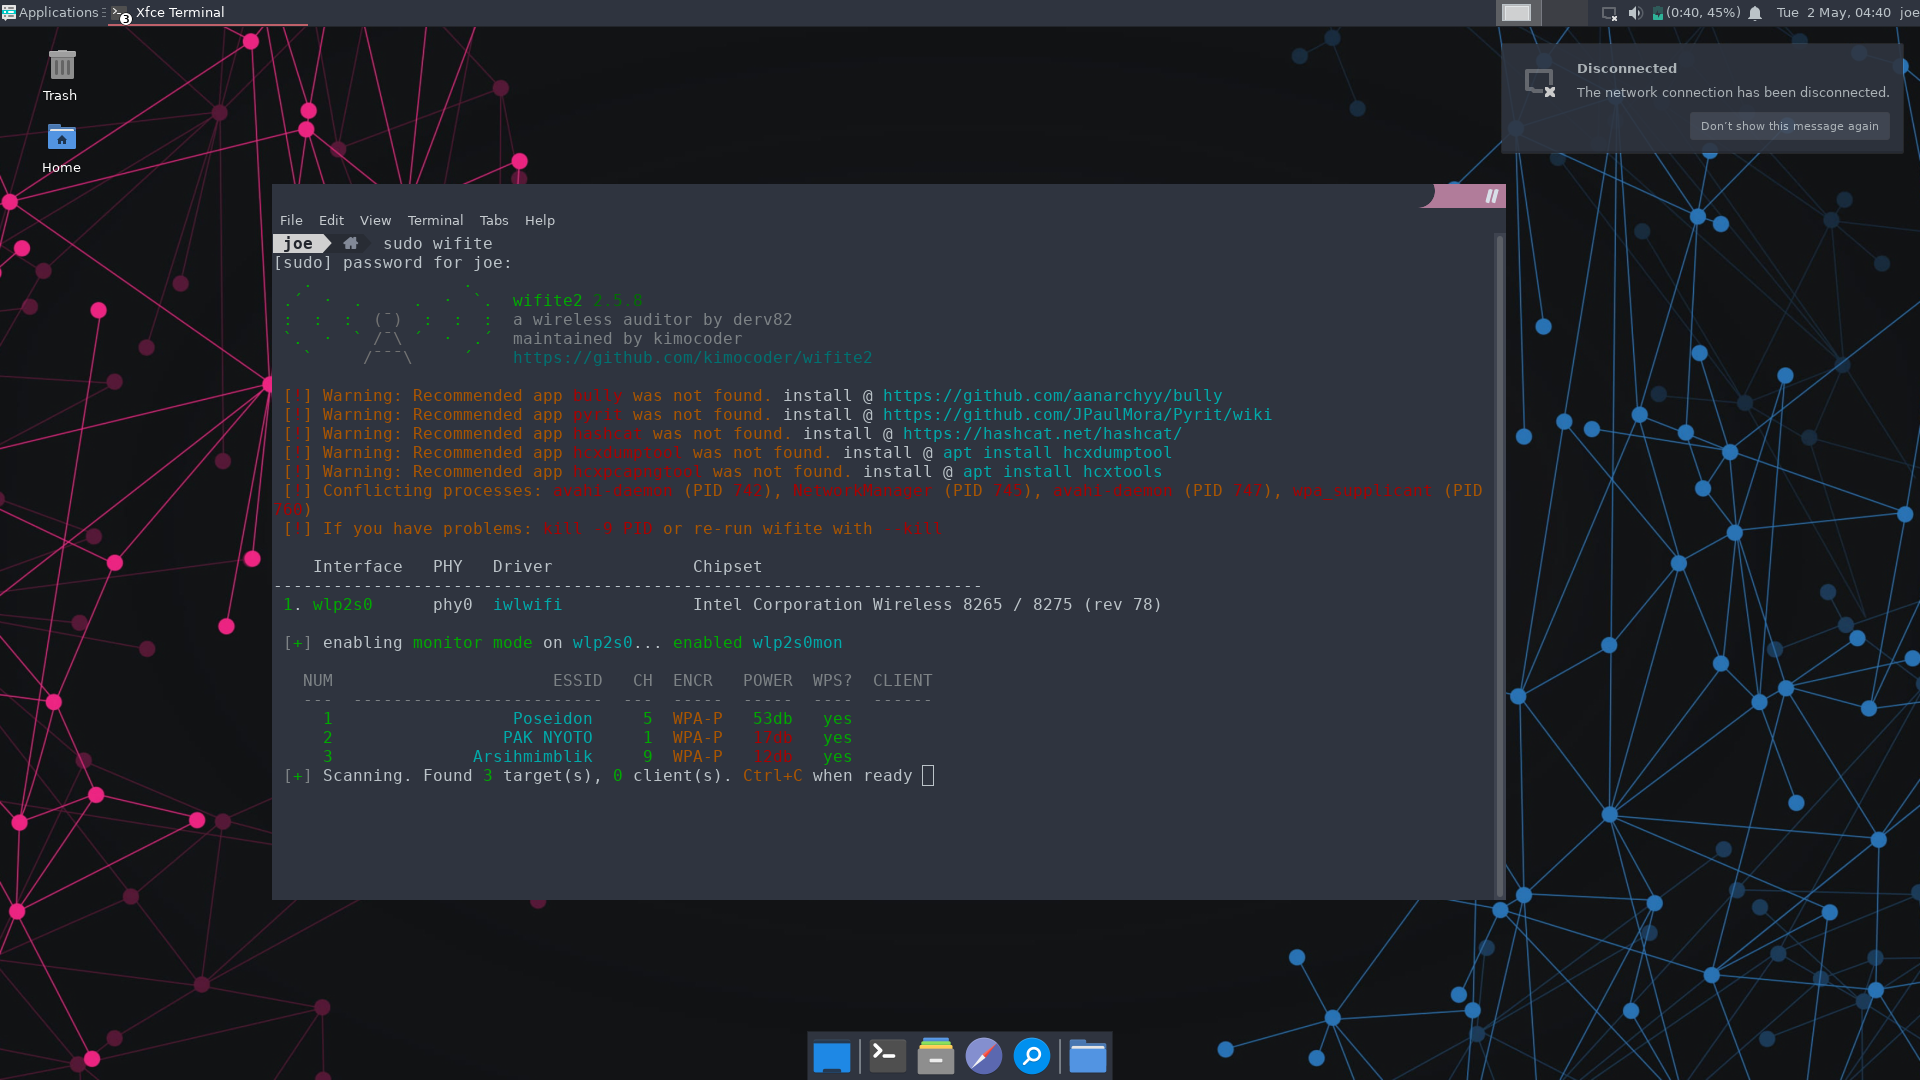 Applications
3 Xfce Terminal
(0:40, 45%)
Tue 2 May, 04:40 joe
Trash
Home
Disconnected
The network connection has been disconnected.
Don't show this message again
File Edit View Terminal Tabs Help
joe sudo wifite
[sudo] password for joe:
wifite2 2.5.8
a wireless auditor by derv82
maintained by kimocoder
https://github.com/kimocoder/wifite2
[!] Warning: Recommended app bully was not found. install @ https://github.com/aanarchyy/bully
[!] Warning: Recommended app pyrit was not found. install @ https://github.com/JPaulMora/Pyrit/wiki
[!] Warning: Recommended app hashcat was not found. install @ https://hashcat.net/hashcat/
[!] Warning: Recommended app hcxdumptool was not found. install @ apt install hcxdumptool
[!] Warning: Recommended app hcxpcapngtool was not found. install @ apt install hcxtools
[!] Conflicting processes: avahi-daemon (PID 742), NetworkManager (PID 745), avahi-daemon (PID 747), wpa_supplicant (PID
760)
[!] If you have problems: kill -9 PID or re-run wifite with --kill
Interface PHY Driver Chipset
-----------------------------------------------------------------------
1. wlp2s0 phy0 iwlwifi Intel Corporation Wireless 8265 / 8275 (rev 78)
[+] enabling monitor mode on wlp2s0... enabled wlp2s0mon
NUM ESSID CH ENCR POWER WPS? CLIENT
--- ------------------------- --- ----- ----- ---- ------
1 Poseidon 5 WPA-P 53db yes
2 PAK NYOTO 1 WPA-P 17db yes
3 Arsihmimblik 9 WPA-P 12db yes
[+] Scanning. Found 3 target(s), 0 client(s). Ctrl+C when ready